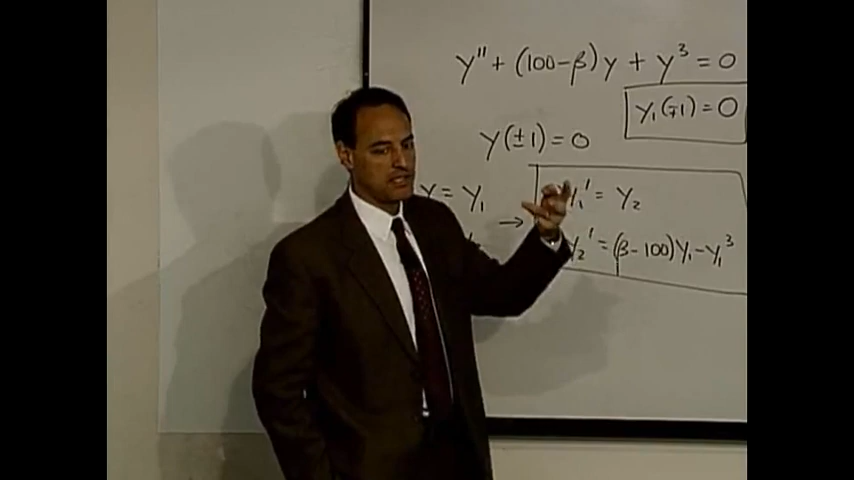 y'' + (100-β)y + y³ = 0
y₁(∓1) = 0
y(±1) = 0
y = y₁
→ y₁' = y₂
y₂' = (β-100)y₁-y₁³